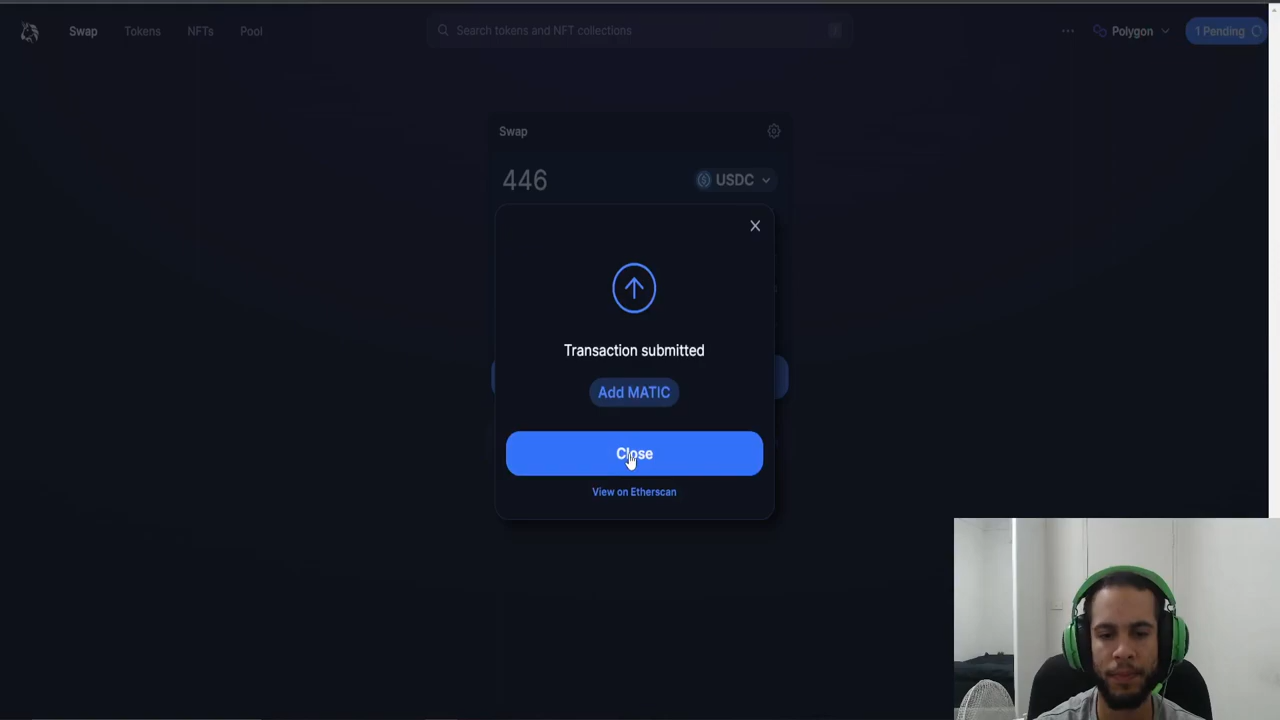 Swap
Tokens
NFTs
Pool
Search tokens and NFT collections
/
Polygon
1 Pending
Swap
446
USDC
Transaction submitted
Add MATIC
Close
View on Etherscan